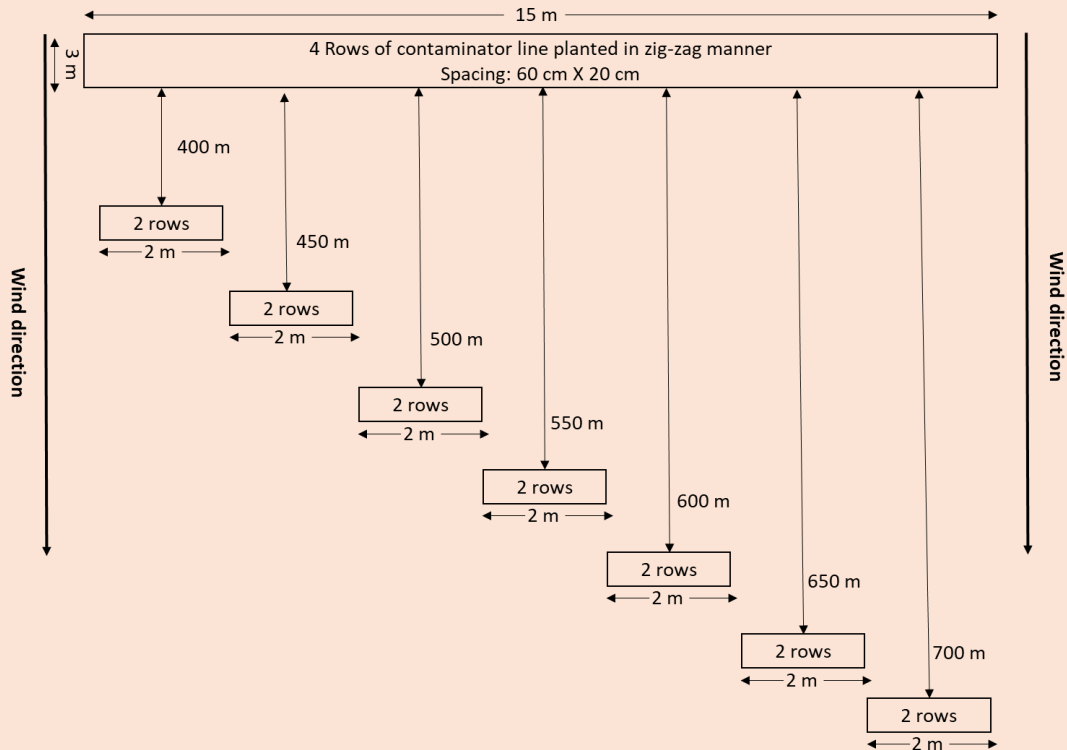 15 m
3 m
4 Rows of contaminator line planted in zig-zag manner
Spacing: 60 cm X 20 cm
400 m
2 rows
2 m
450 m
2 rows
2 m
500 m
2 rows
2 m
550 m
2 rows
2 m
600 m
2 rows
2 m
650 m
2 rows
2 m
700 m
2 rows
2 m
Wind direction
Wind direction